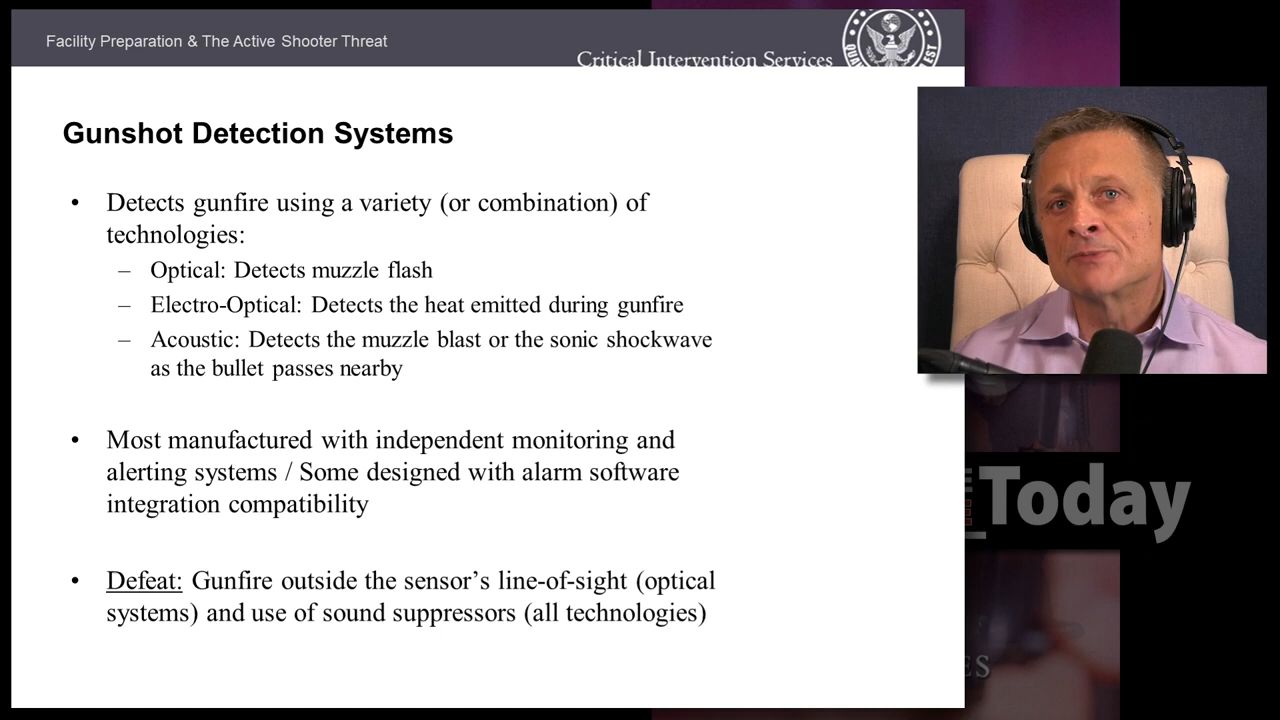 Facility Preparation & The Active Shooter Threat
Critical Intervention Services
Gunshot Detection Systems
• Detects gunfire using a variety (or combination) of
technologies:
– Optical: Detects muzzle flash
– Electro-Optical: Detects the heat emitted during gunfire
– Acoustic: Detects the muzzle blast or the sonic shockwave
as the bullet passes nearby
• Most manufactured with independent monitoring and
alerting systems / Some designed with alarm software
integration compatibility
• Defeat: Gunfire outside the sensor's line-of-sight (optical
systems) and use of sound suppressors (all technologies)
Today